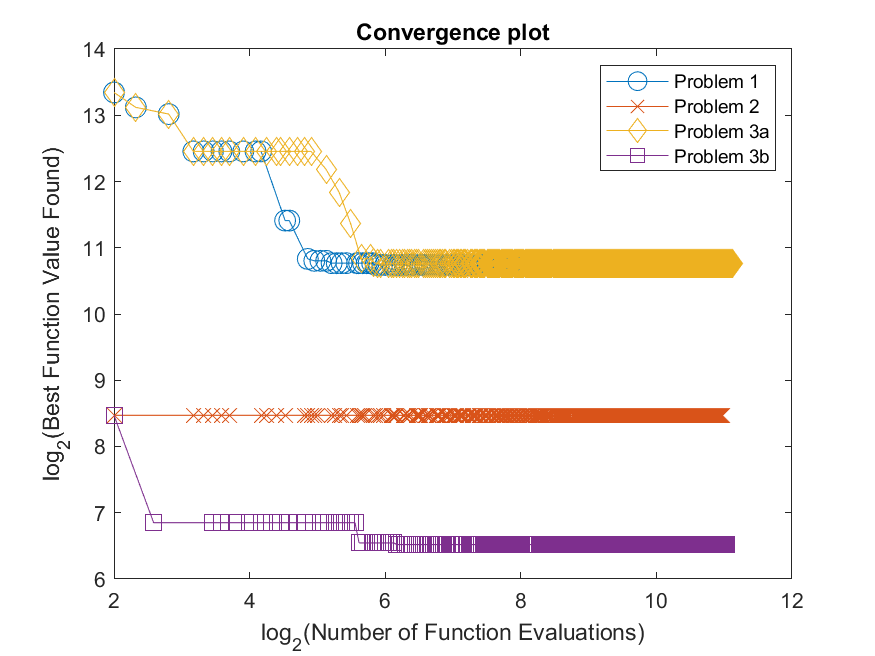 Convergence plot
14
13
12
11
10
9
8
7
6
log2(Best Function Value Found)
2
4
6
8
10
12
log2(Number of Function Evaluations)
Problem 1
Problem 2
Problem 3a
Problem 3b